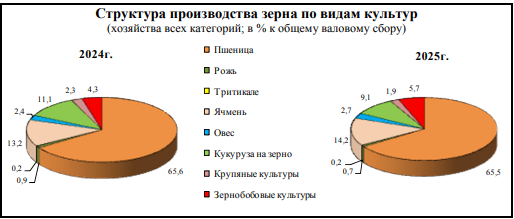 Структура производства зерна по видам культур
(хозяйства всех категорий; в % к общему валовому сбору)
2024г.
2,3
4,3
11,1
2,4
13,2
0,2
0,9
65,6
Пшеница
Рожь
Тритикале
Ячмень
Овес
Кукуруза на зерно
Крупяные культуры
Зернобобовые культуры
2025г.
1,9
5,7
9,1
2,7
14,2
0,2
0,7
65,5